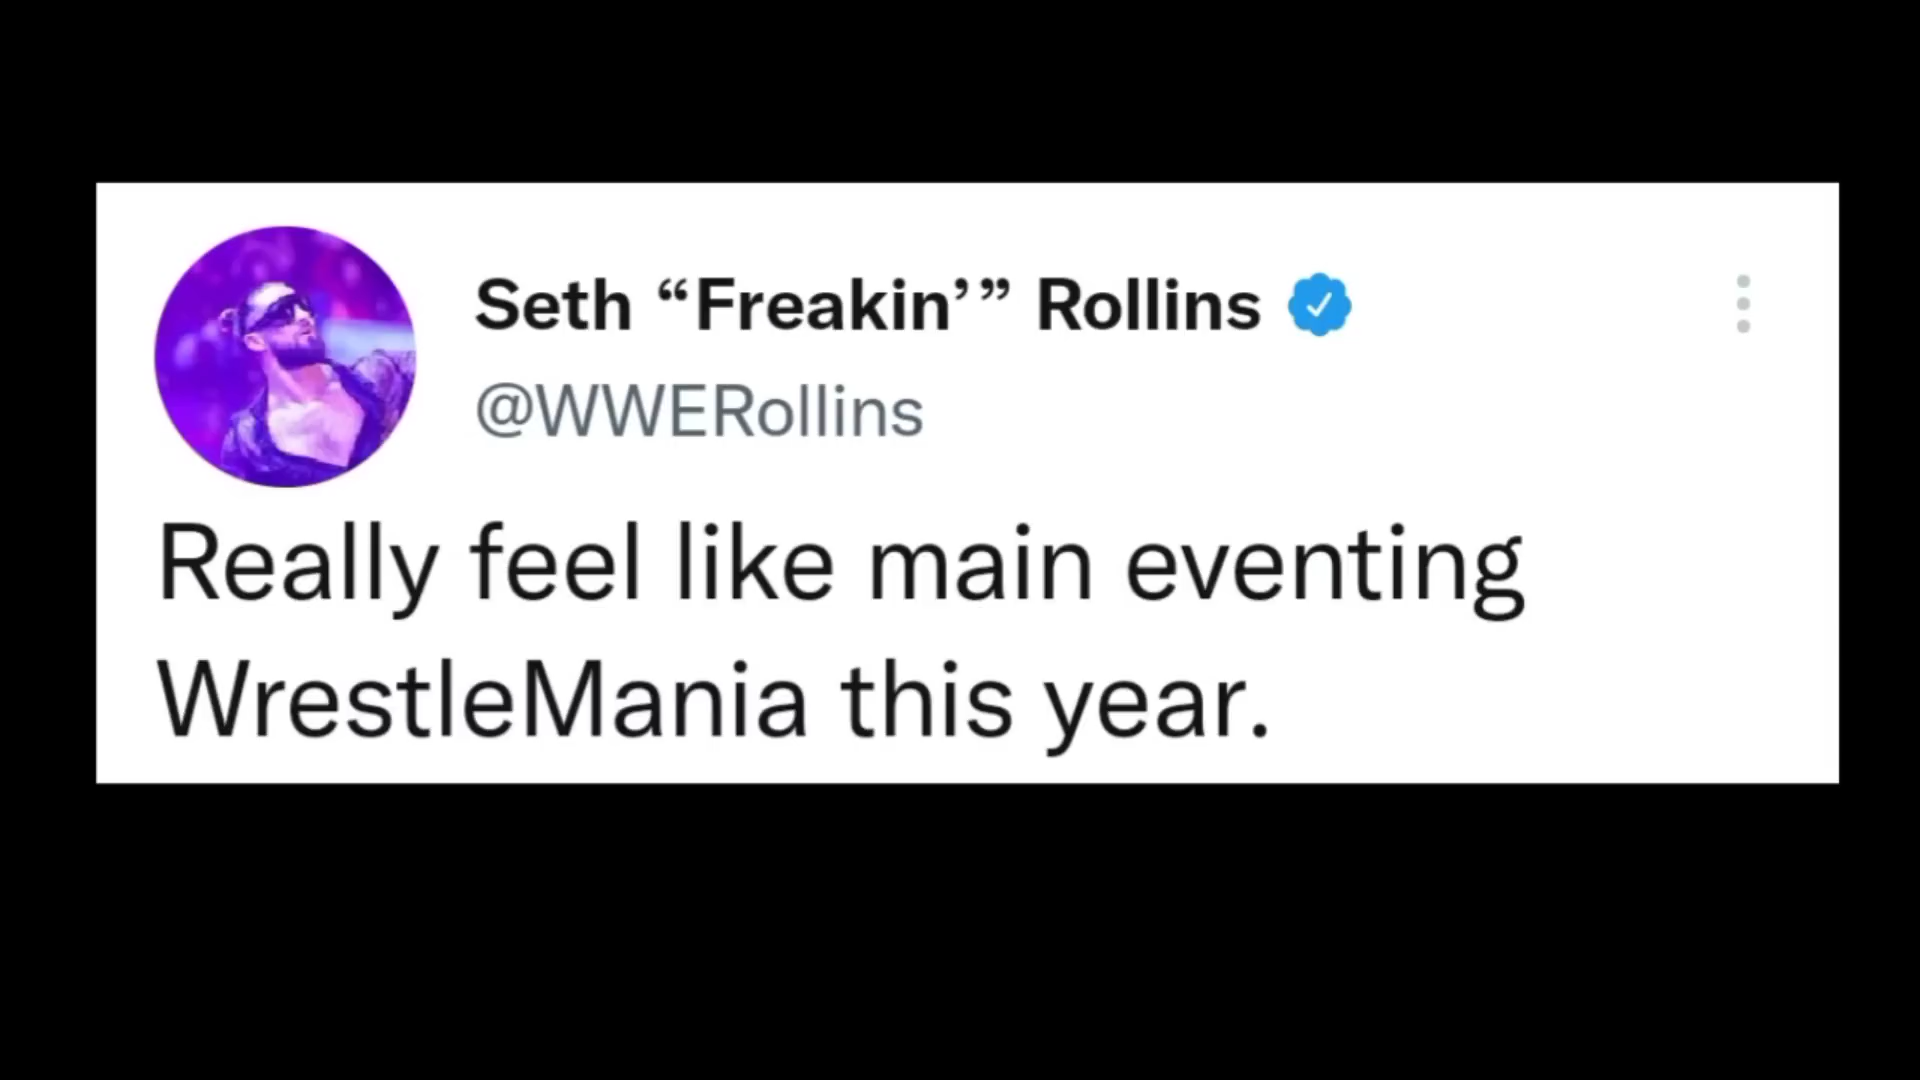 Seth “Freakin’” Rollins
@WWERollins
Really feel like main eventing
WrestleMania this year.